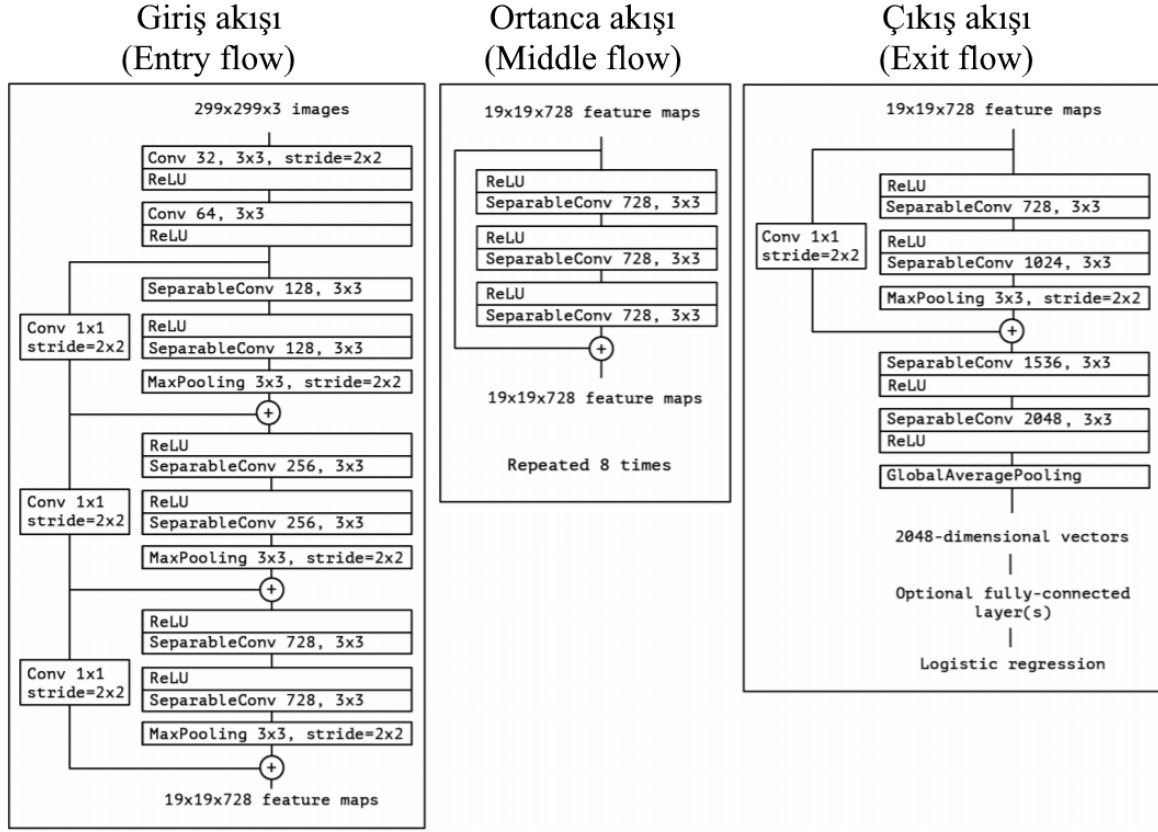 Giriş akışı
(Entry flow)
299x299x3 images
Conv 32, 3x3, stride=2x2
ReLU
Conv 64, 3x3
ReLU
SeparableConv 128, 3x3
Conv 1x1
stride=2x2
ReLU
SeparableConv 128, 3x3
MaxPooling 3x3, stride=2x2
+
ReLU
SeparableConv 256, 3x3
Conv 1x1
stride=2x2
ReLU
SeparableConv 256, 3x3
MaxPooling 3x3, stride=2x2
+
ReLU
SeparableConv 728, 3x3
Conv 1x1
stride=2x2
ReLU
SeparableConv 728, 3x3
MaxPooling 3x3, stride=2x2
+
19x19x728 feature maps
Ortanca akışı
(Middle flow)
19x19x728 feature maps
ReLU
SeparableConv 728, 3x3
ReLU
SeparableConv 728, 3x3
ReLU
SeparableConv 728, 3x3
+
19x19x728 feature maps
Repeated 8 times
Çıkış akışı
(Exit flow)
19x19x728 feature maps
ReLU
SeparableConv 728, 3x3
Conv 1x1
stride=2x2
ReLU
SeparableConv 1024, 3x3
MaxPooling 3x3, stride=2x2
+
SeparableConv 1536, 3x3
ReLU
SeparableConv 2048, 3x3
ReLU
GlobalAveragePooling
2048-dimensional vectors
Optional fully-connected
layer(s)
Logistic regression